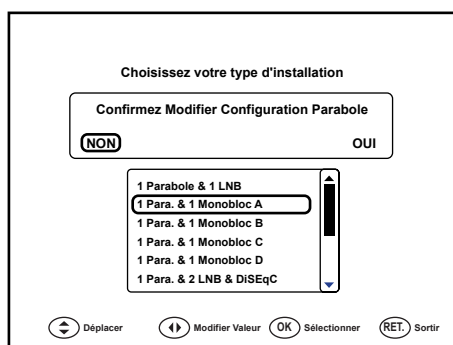 Choisissez votre type d'installation
Confirmez Modifier Configuration Parabole
NON OUI
1 Parabole & 1 LNB
1 Para. & 1 Monobloc A
1 Para. & 1 Monobloc B
1 Para. & 1 Monobloc C
1 Para. & 1 Monobloc D
1 Para. & 2 LNB & DiSEqC
Déplacer Modifier Valeur OK Sélectionner RET. Sortir